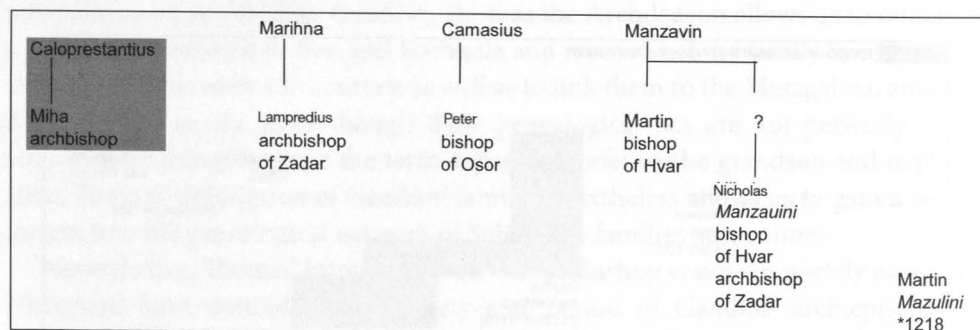 Marihna Camasius Manzavin
Caloprestantius
Miha
archbishop
Lampredius
archbishop
of Zadar
Peter
bishop
of Osor
Martin
bishop
of Hvar
?
Nicholas
Manzauini
bishop
of Hvar
archbishop
of Zadar
Martin
Mazulini
*1218